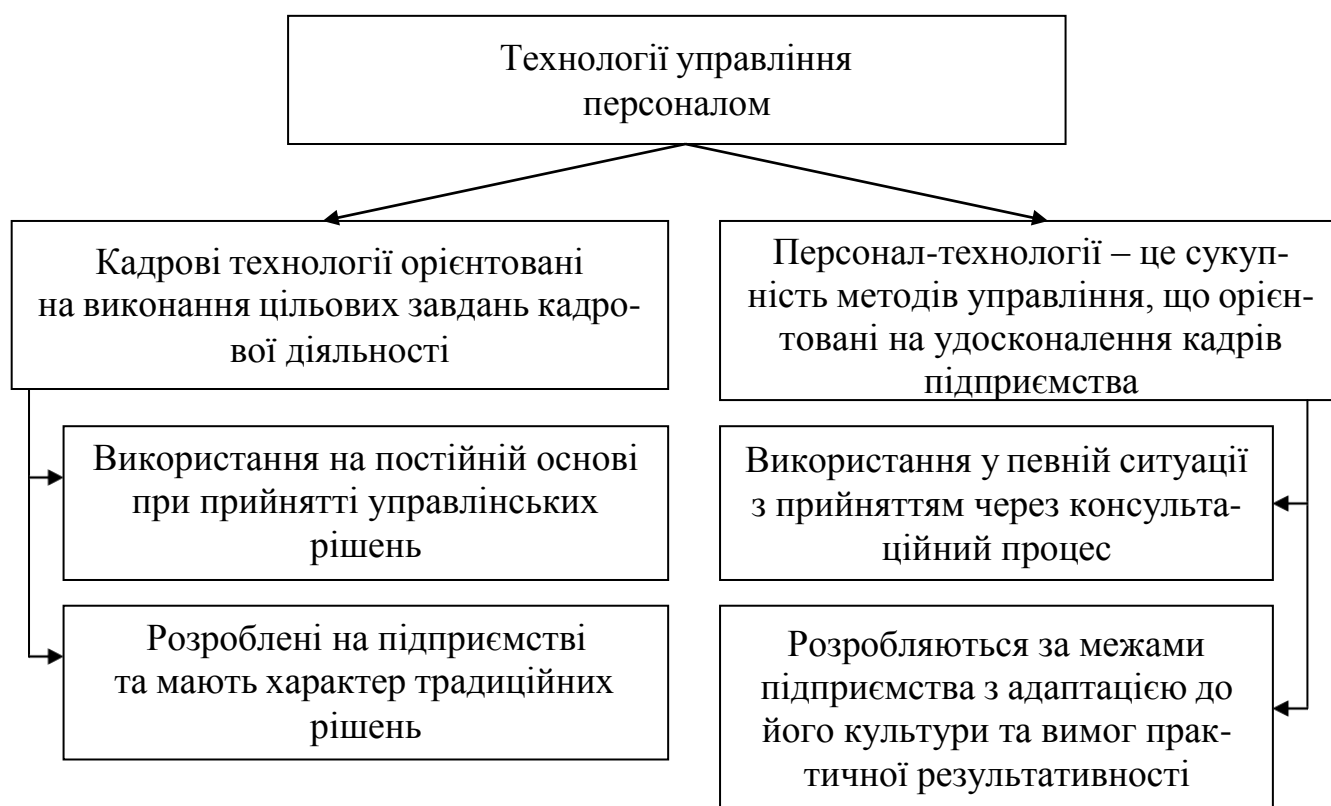 Технології управління
персоналом
Кадрові технології орієнтовані
на виконання цільових завдань кадро-
вої діяльності
Використання на постійній основі
при прийнятті управлінських
рішень
Розроблені на підприємстві
та мають характер традиційних
рішень
Персонал-технології – це сукуп-
ність методів управління, що орієн-
товані на удосконалення кадрів
підприємства
Використання у певній ситуації
з прийняттям через консульта-
ційний процес
Розробляються за межами
підприємства з адаптацією до
його культури та вимог прак-
тичної результативності